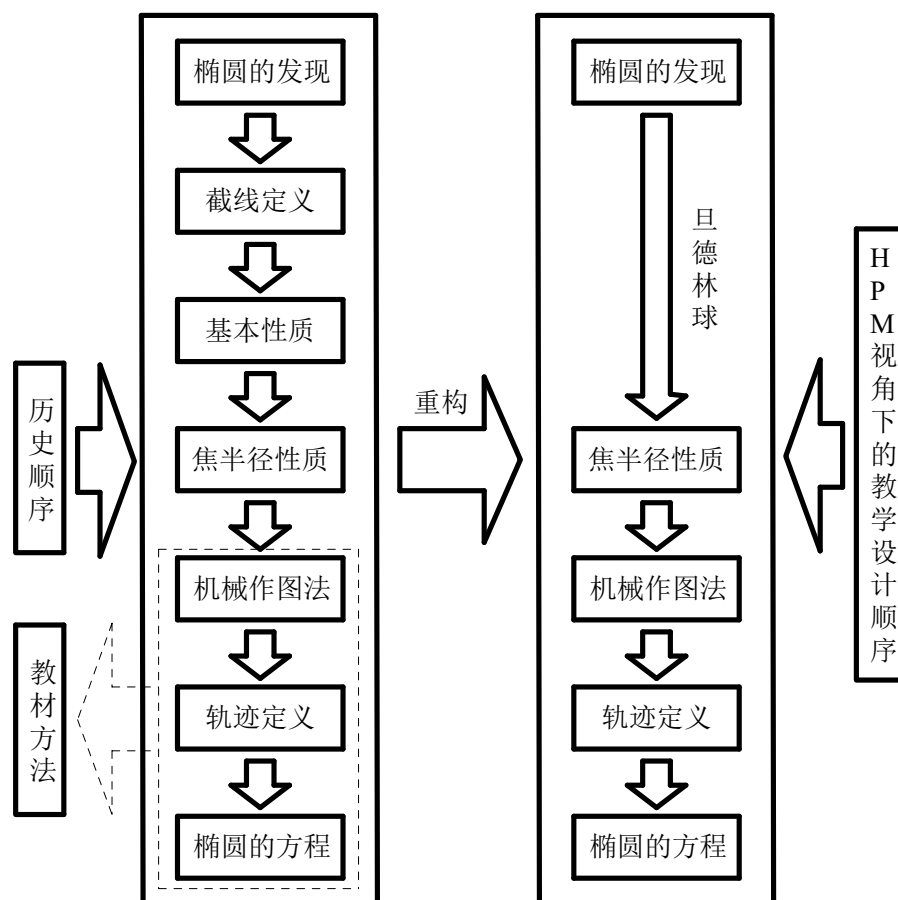 历史顺序
教材方法
椭圆的发现
截线定义
基本性质
焦半径性质
机械作图法
轨迹定义
椭圆的方程
重构
椭圆的发现
旦德林球
焦半径性质
机械作图法
轨迹定义
椭圆的方程
HPM视角下的教学设计顺序